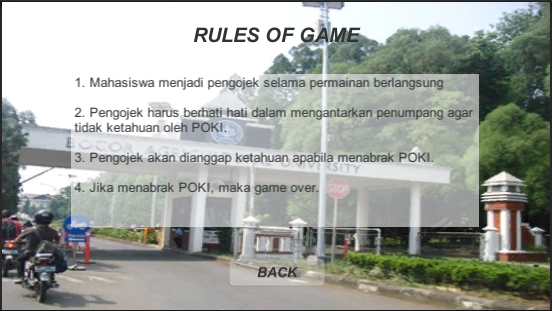 RULES OF GAME
1. Mahasiswa menjadi pengojek selama permainan berlangsung
2. Pengojek harus berhati hati dalam mengantarkan penumpang agar
tidak ketahuan oleh POKI.
BOGOR AGRICULTURAL UNIVERSITY
3. Pengojek akan dianggap ketahuan apabila menabrak POKI.
4. Jika menabrak POKI, maka game over.
STOP
BACK